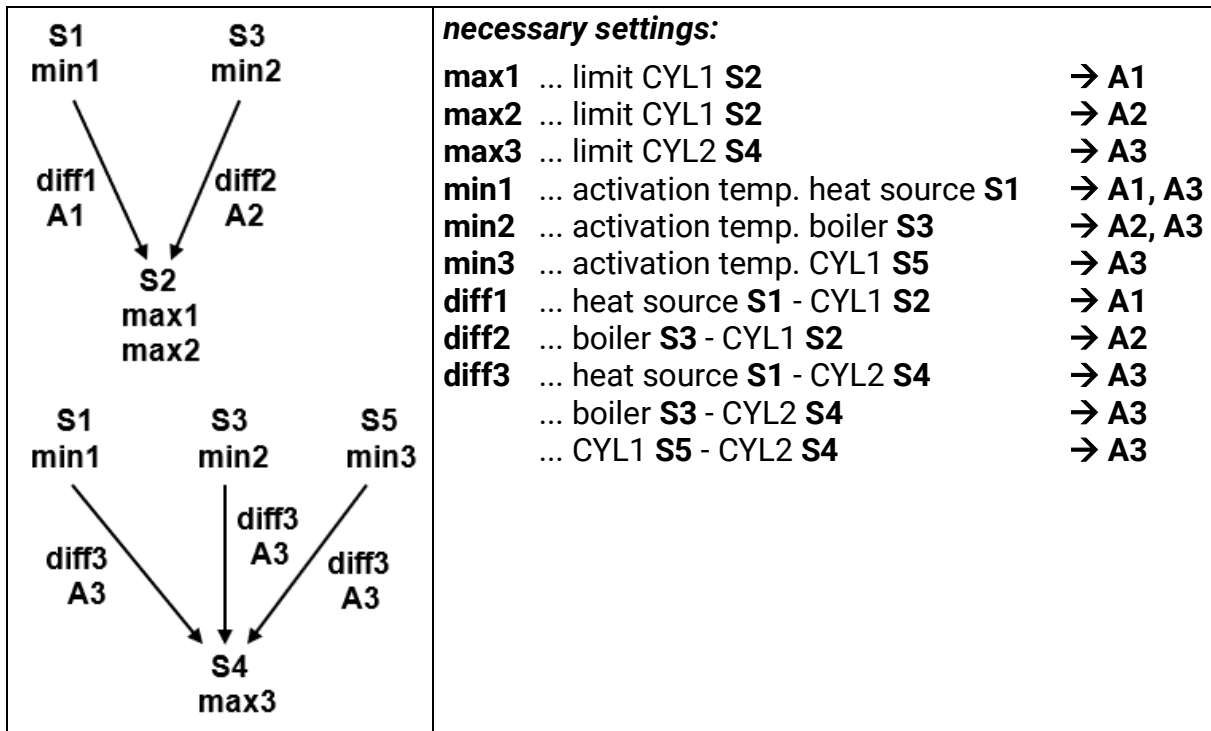 S1 S3
min1 min2
diff1 diff2
A1 A2
S2
max1
max2
S1 S3 S5
min1 min2 min3
diff3
A3
diff3
A3
diff3
A3
S4
max3
necessary settings:
max1 ... limit CYL1 S2 → A1
max2 ... limit CYL1 S2 → A2
max3 ... limit CYL2 S4 → A3
min1 ... activation temp. heat source S1 → A1, A3
min2 ... activation temp. boiler S3 → A2, A3
min3 ... activation temp. CYL1 S5 → A3
diff1 ... heat source S1 - CYL1 S2 → A1
diff2 ... boiler S3 - CYL1 S2 → A2
diff3 ... heat source S1 - CYL2 S4 → A3
... boiler S3 - CYL2 S4 → A3
... CYL1 S5 - CYL2 S4 → A3